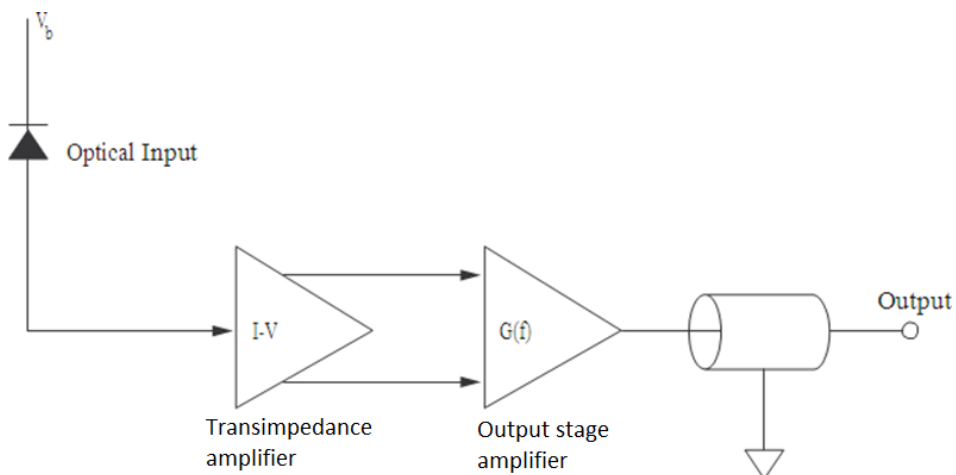 Vb
Optical Input
I-V
G(f)
Output
Transimpedance
amplifier
Output stage
amplifier